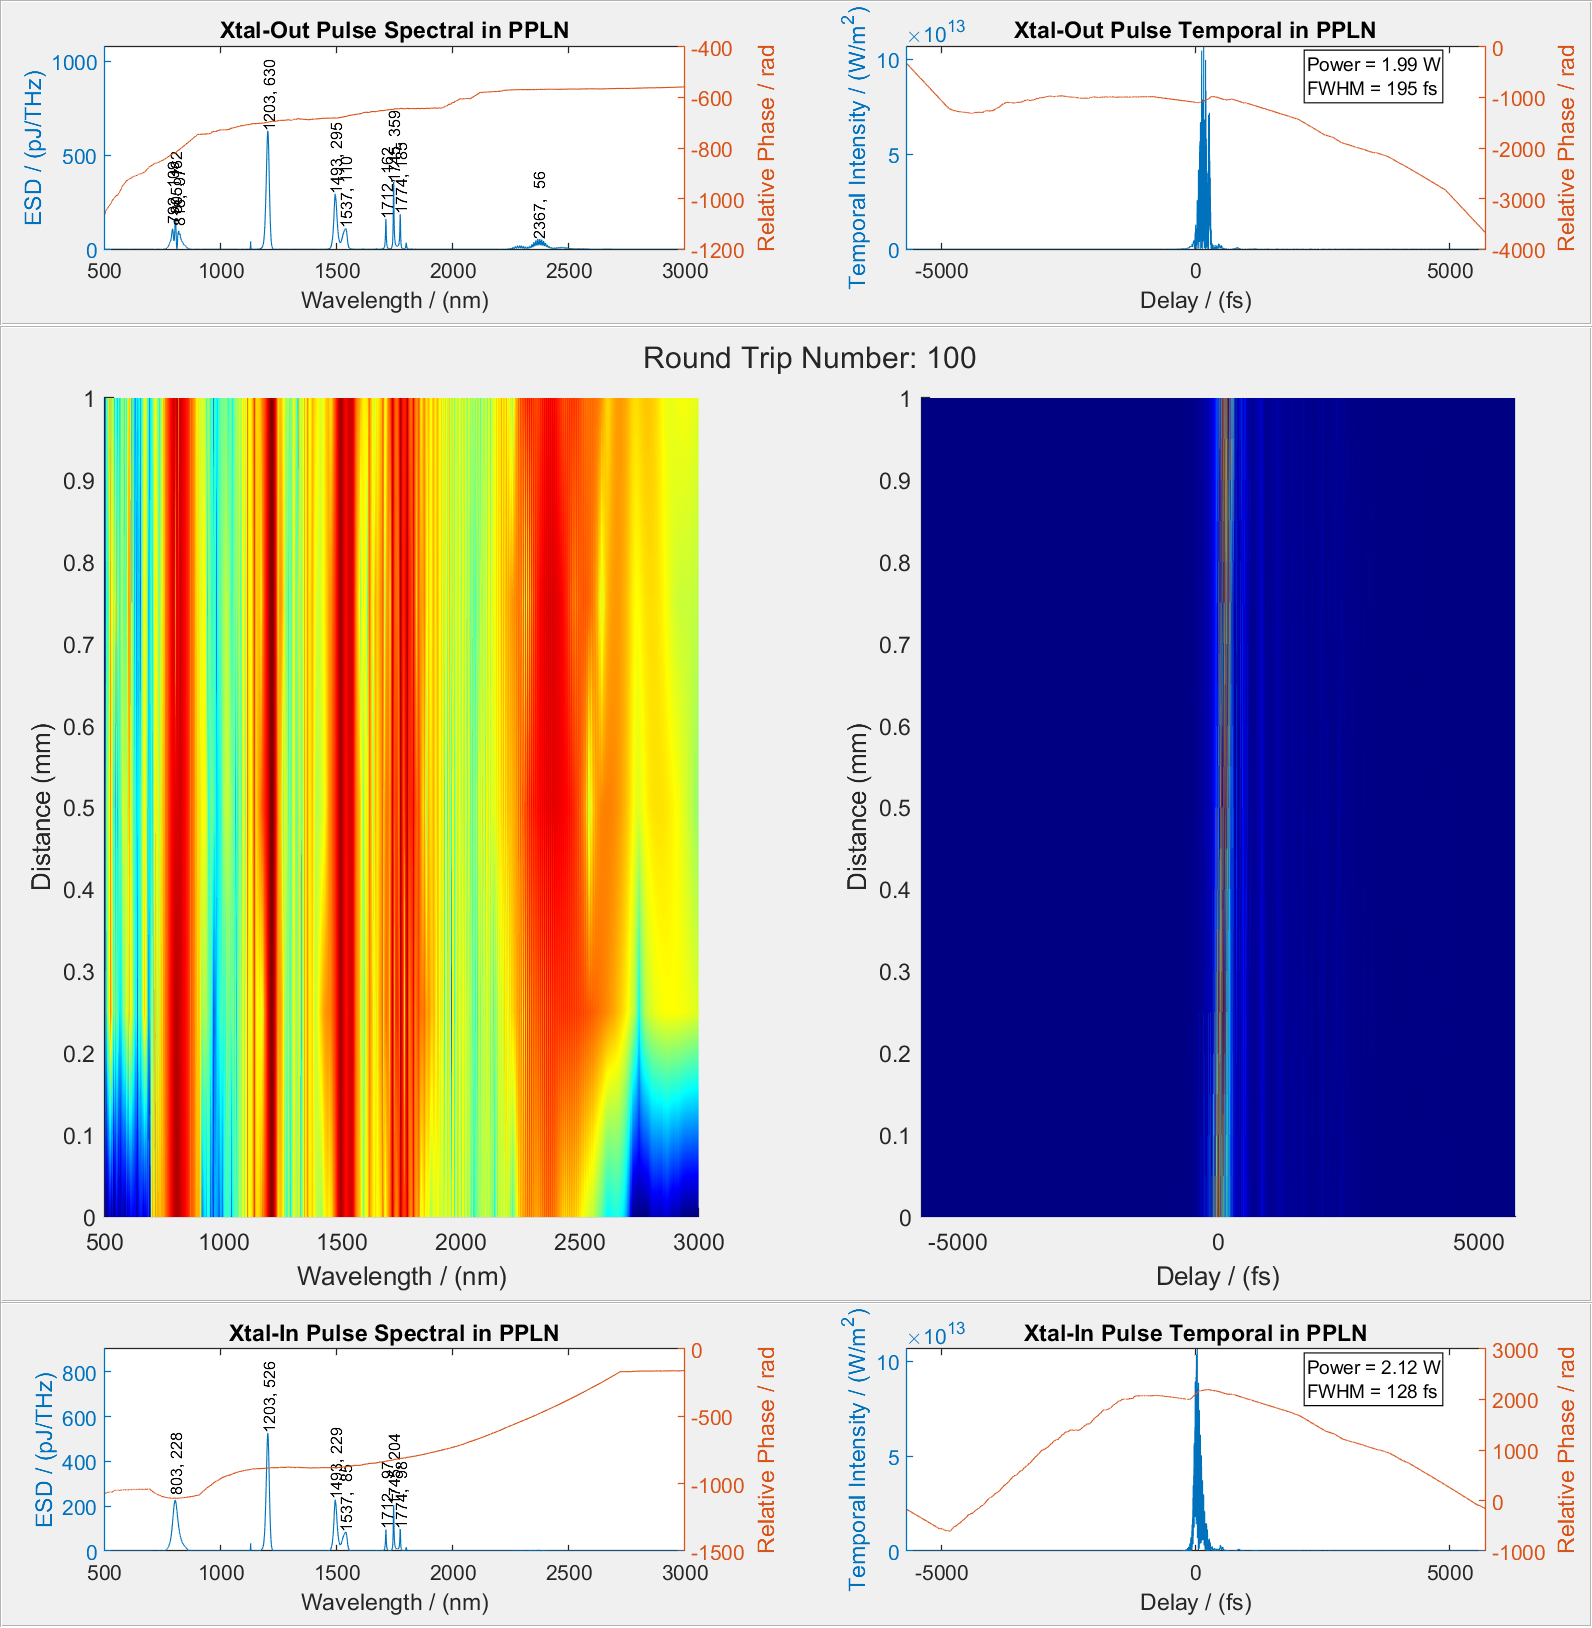 Xtal-Out Pulse Spectral in PPLN
ESD / (pJ/THz)
1000
500
0
1203, 630
1493, 295
1537, 110
1712, 162
359
1774, 185
2367, 56
-400
-600
-800
-1000
-1200
Relative Phase / rad
500 1000 1500 2000 2500 3000
Wavelength / (nm)
Xtal-Out Pulse Temporal in PPLN
×10^13
Temporal Intensity / (W/m^2)
10
5
0
Power = 1.99 W
FWHM = 195 fs
0
-1000
-2000
-3000
-4000
Relative Phase / rad
-5000 0 5000
Delay / (fs)
Round Trip Number: 100
Distance (mm)
1
0.9
0.8
0.7
0.6
0.5
0.4
0.3
0.2
0.1
0
500 1000 1500 2000 2500 3000
Wavelength / (nm)
Distance (mm)
1
0.9
0.8
0.7
0.6
0.5
0.4
0.3
0.2
0.1
0
-5000 0 5000
Delay / (fs)
Xtal-In Pulse Spectral in PPLN
ESD / (pJ/THz)
800
600
400
200
0
803, 228
1203, 526
1493, 229
1537, 85
1712, 97
204
1774, 98
0
-500
-1000
-1500
Relative Phase / rad
500 1000 1500 2000 2500 3000
Wavelength / (nm)
Xtal-In Pulse Temporal in PPLN
×10^13
Temporal Intensity / (W/m^2)
10
5
0
Power = 2.12 W
FWHM = 128 fs
3000
2000
1000
0
-1000
Relative Phase / rad
-5000 0 5000
Delay / (fs)